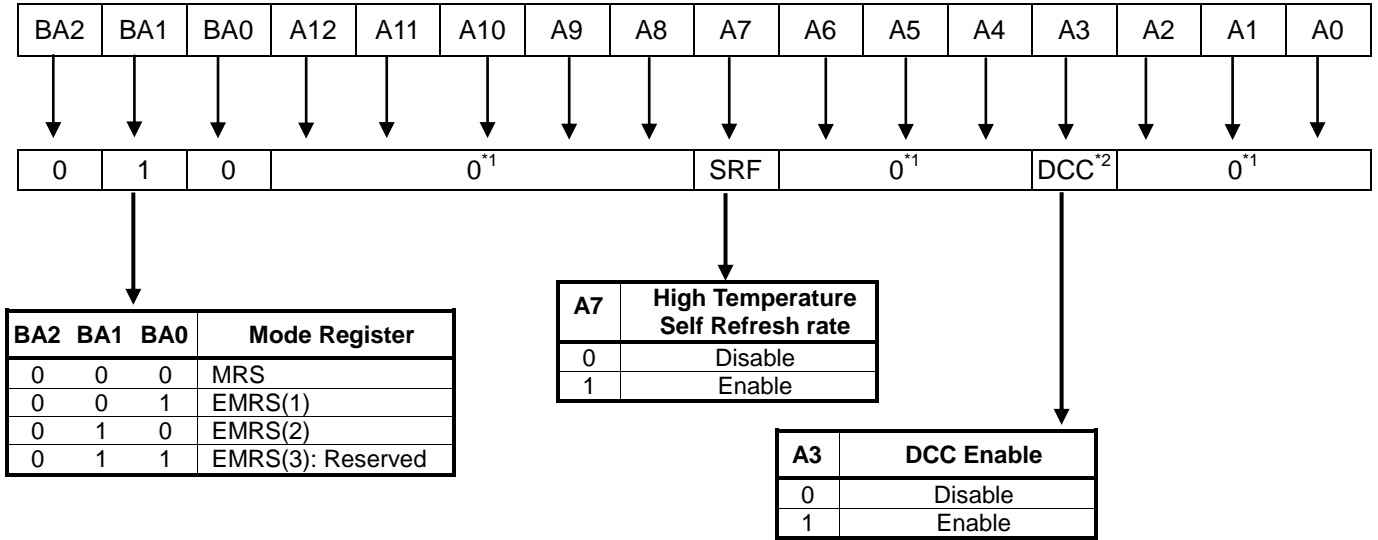 BA2 BA1 BA0 A12 A11 A10 A9 A8 A7 A6 A5 A4 A3 A2 A1 A0
0 1 0 0*1 SRF 0*1 DCC*2 0*1
BA2 BA1 BA0 Mode Register
0 0 0 MRS
0 0 1 EMRS(1)
0 1 0 EMRS(2)
0 1 1 EMRS(3): Reserved
A7 High Temperature
Self Refresh rate
0 Disable
1 Enable
A3 DCC Enable
0 Disable
1 Enable